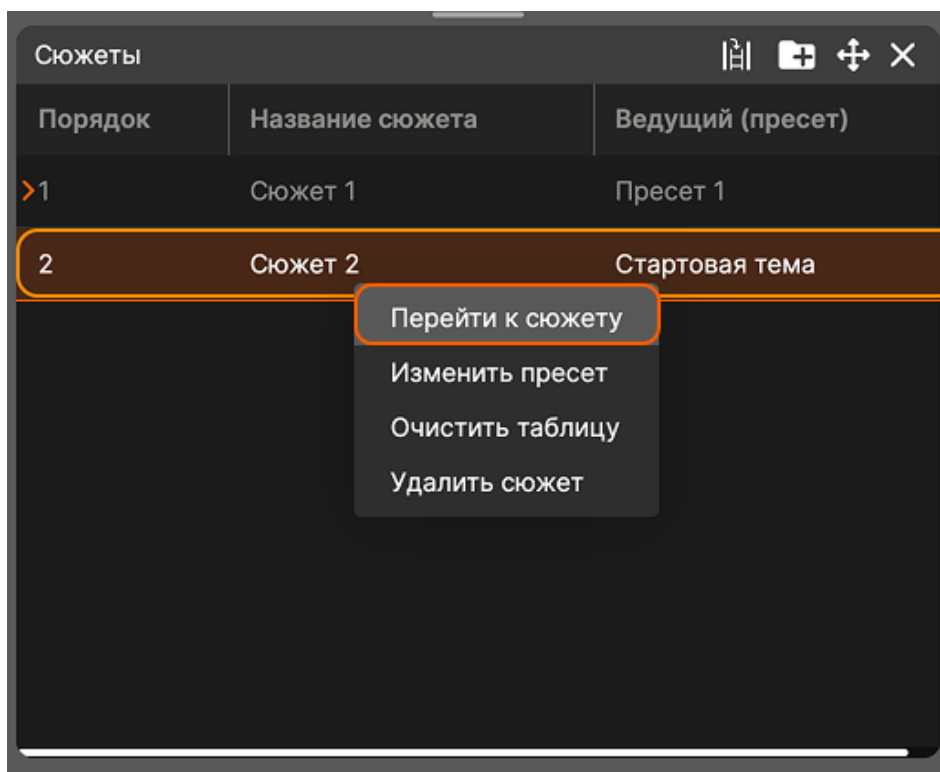 Сюжеты
Порядок Название сюжета Ведущий (пресет)
1 Сюжет 1 Пресет 1
2 Сюжет 2 Стартовая тема
Перейти к сюжету
Изменить пресет
Очистить таблицу
Удалить сюжет